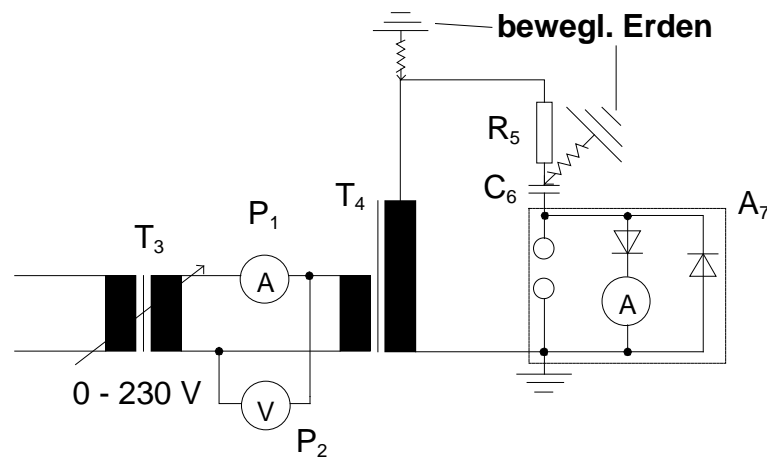 bewegl. Erden
R5
C6
A7
T4
P1
T3
A
A
0 - 230 V
V
P2